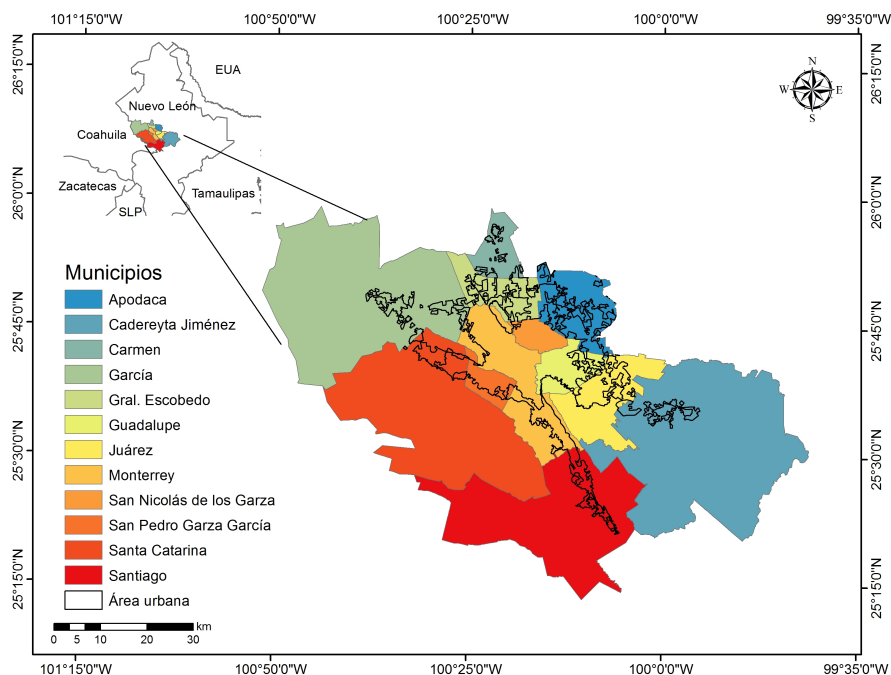 101°15'0"W 100°50'0"W 100°25'0"W 100°0'0"W 99°35'0"W
26°15'0"N
26°0'0"N
25°45'0"N
25°30'0"N
25°15'0"N
EUA
Nuevo León
Coahuila
Zacatecas
Tamaulipas
SLP
N
W E
S
Municipios
Apodaca
Cadereyta Jiménez
Carmen
García
Gral. Escobedo
Guadalupe
Juárez
Monterrey
San Nicolás de los Garza
San Pedro Garza García
Santa Catarina
Santiago
Área urbana
km
0 5 10 20 30
26°15'0"N
26°0'0"N
25°45'0"N
25°30'0"N
25°15'0"N
101°15'0"W 100°50'0"W 100°25'0"W 100°0'0"W 99°35'0"W